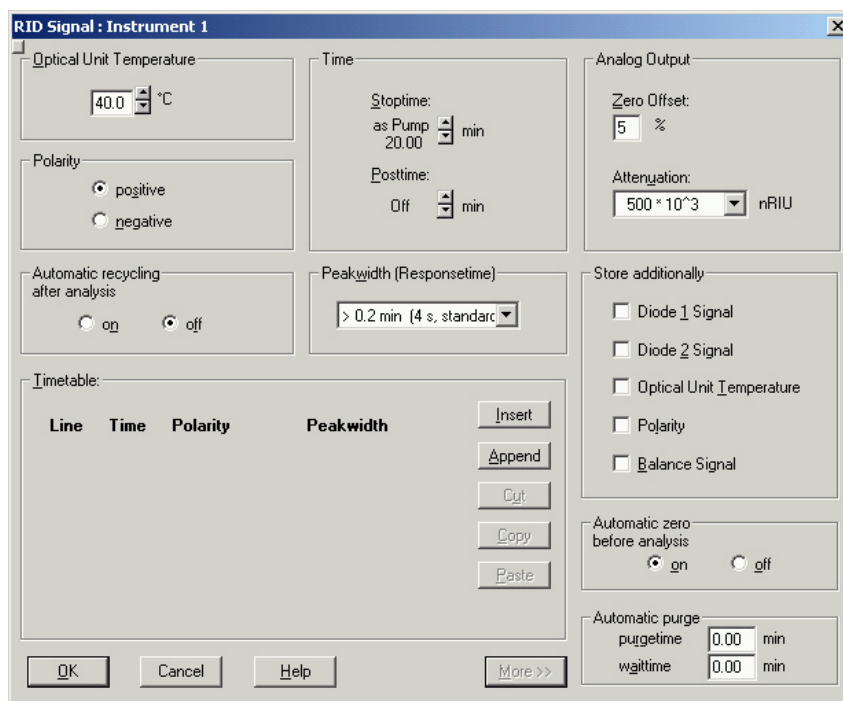 RID Signal : Instrument 1
Optical Unit Temperature
40.0 °C
Polarity
positive
negative
Automatic recycling
after analysis
on off
Time
Stoptime:
as Pump
20.00 min
Posttime:
Off min
Peakwidth (Responsetime)
> 0.2 min (4 s, standard
Analog Output
Zero Offset:
5 %
Attenuation:
500 * 10^3 nRIU
Store additionally
Diode 1 Signal
Diode 2 Signal
Optical Unit Temperature
Polarity
Balance Signal
Timetable:
Line Time Polarity Peakwidth
Insert
Append
Cut
Copy
Paste
Automatic zero
before analysis
on off
Automatic purge
purgetime 0.00 min
waittime 0.00 min
OK Cancel Help More >>